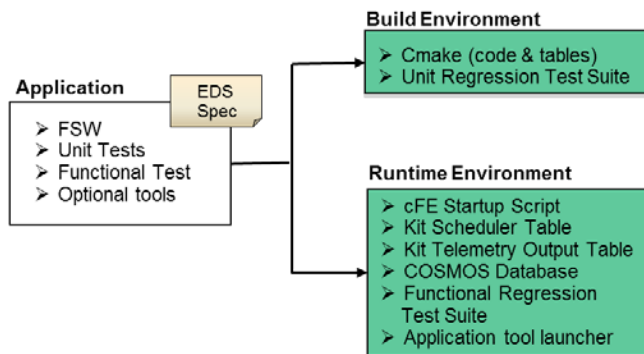 Build Environment
➢ Cmake (code & tables)
➢ Unit Regression Test Suite
Application
EDS
Spec
➢ FSW
➢ Unit Tests
➢ Functional Test
➢ Optional tools
Runtime Environment
➢ cFE Startup Script
➢ Kit Scheduler Table
➢ Kit Telemetry Output Table
➢ COSMOS Database
➢ Functional Regression
Test Suite
➢ Application tool launcher